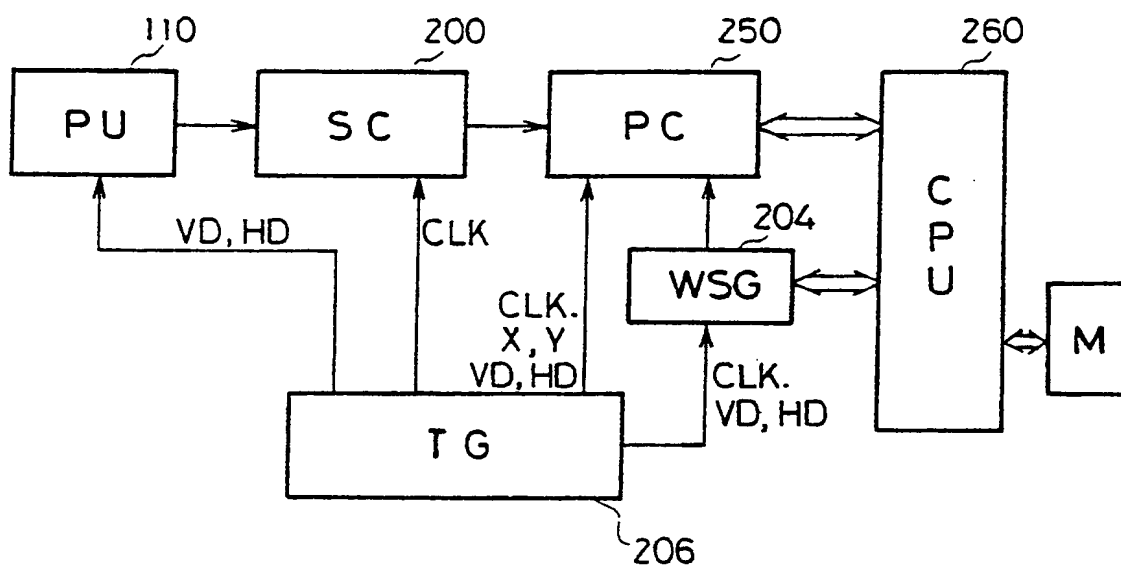 110
200
250
260
PU
SC
PC
CPU
VD, HD
CLK
204
WSG
CLK.
X, Y
VD, HD
CLK.
VD, HD
M
TG
206